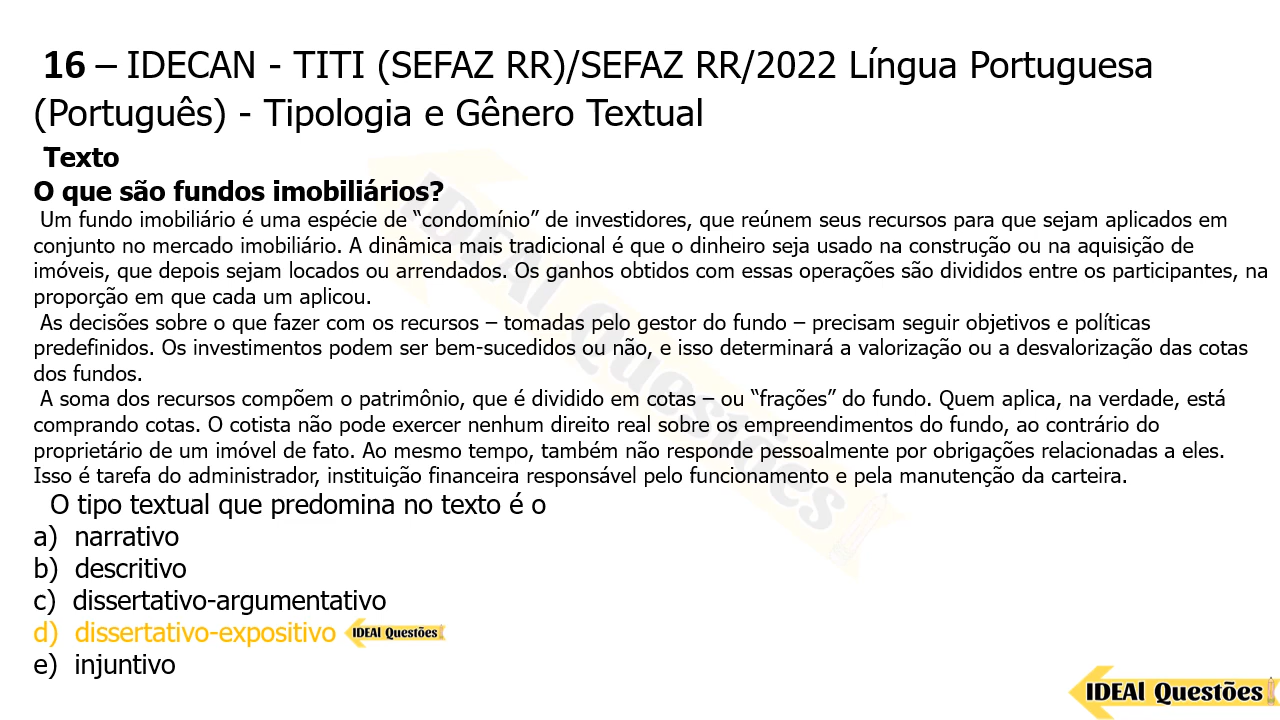 16 – IDECAN - TITI (SEFAZ RR)/SEFAZ RR/2022 Língua Portuguesa
(Português) - Tipologia e Gênero Textual
Texto
O que são fundos imobiliários?
Um fundo imobiliário é uma espécie de “condomínio” de investidores, que reúnem seus recursos para que sejam aplicados em
conjunto no mercado imobiliário. A dinâmica mais tradicional é que o dinheiro seja usado na construção ou na aquisição de
imóveis, que depois sejam locados ou arrendados. Os ganhos obtidos com essas operações são divididos entre os participantes, na
proporção em que cada um aplicou.
As decisões sobre o que fazer com os recursos – tomadas pelo gestor do fundo – precisam seguir objetivos e políticas
predefinidos. Os investimentos podem ser bem-sucedidos ou não, e isso determinará a valorização ou a desvalorização das cotas
dos fundos.
A soma dos recursos compõem o patrimônio, que é dividido em cotas – ou “frações” do fundo. Quem aplica, na verdade, está
comprando cotas. O cotista não pode exercer nenhum direito real sobre os empreendimentos do fundo, ao contrário do
proprietário de um imóvel de fato. Ao mesmo tempo, também não responde pessoalmente por obrigações relacionadas a eles.
Isso é tarefa do administrador, instituição financeira responsável pelo funcionamento e pela manutenção da carteira.
O tipo textual que predomina no texto é o
a) narrativo
b) descritivo
c) dissertativo-argumentativo
d) dissertativo-expositivo IDEAl Questões
e) injuntivo
IDEAl Questões
IDEAl Questões